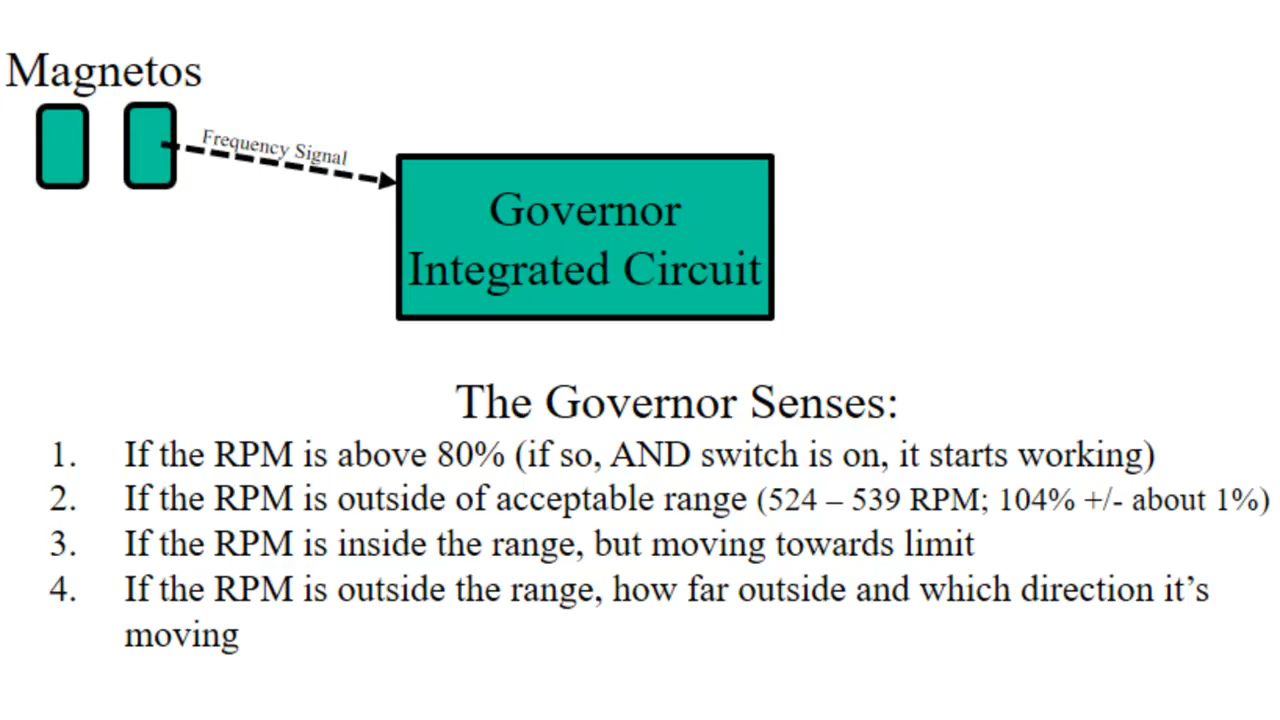 Magnetos
Frequency Signal
Governor
Integrated Circuit
The Governor Senses:
1. If the RPM is above 80% (if so, AND switch is on, it starts working)
2. If the RPM is outside of acceptable range (524 – 539 RPM; 104% +/- about 1%)
3. If the RPM is inside the range, but moving towards limit
4. If the RPM is outside the range, how far outside and which direction it’s
moving